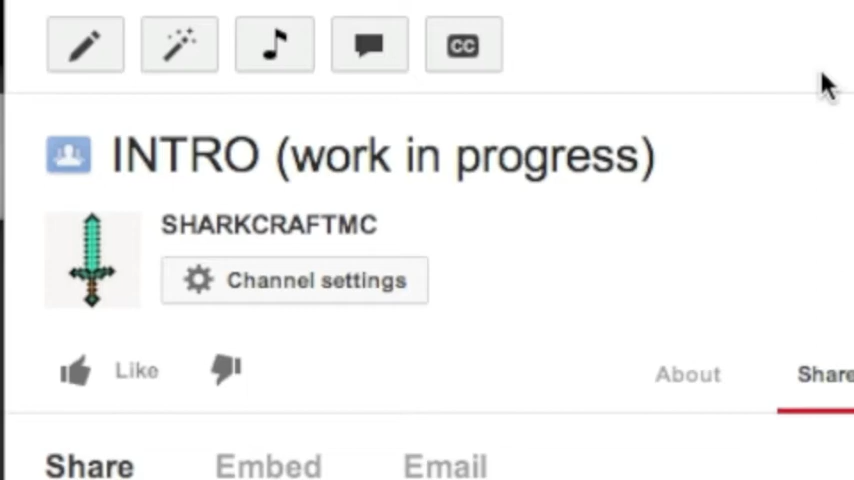 CC
INTRO (work in progress)
SHARKCRAFTMC
Channel settings
Like
About Share
Share Embed Email